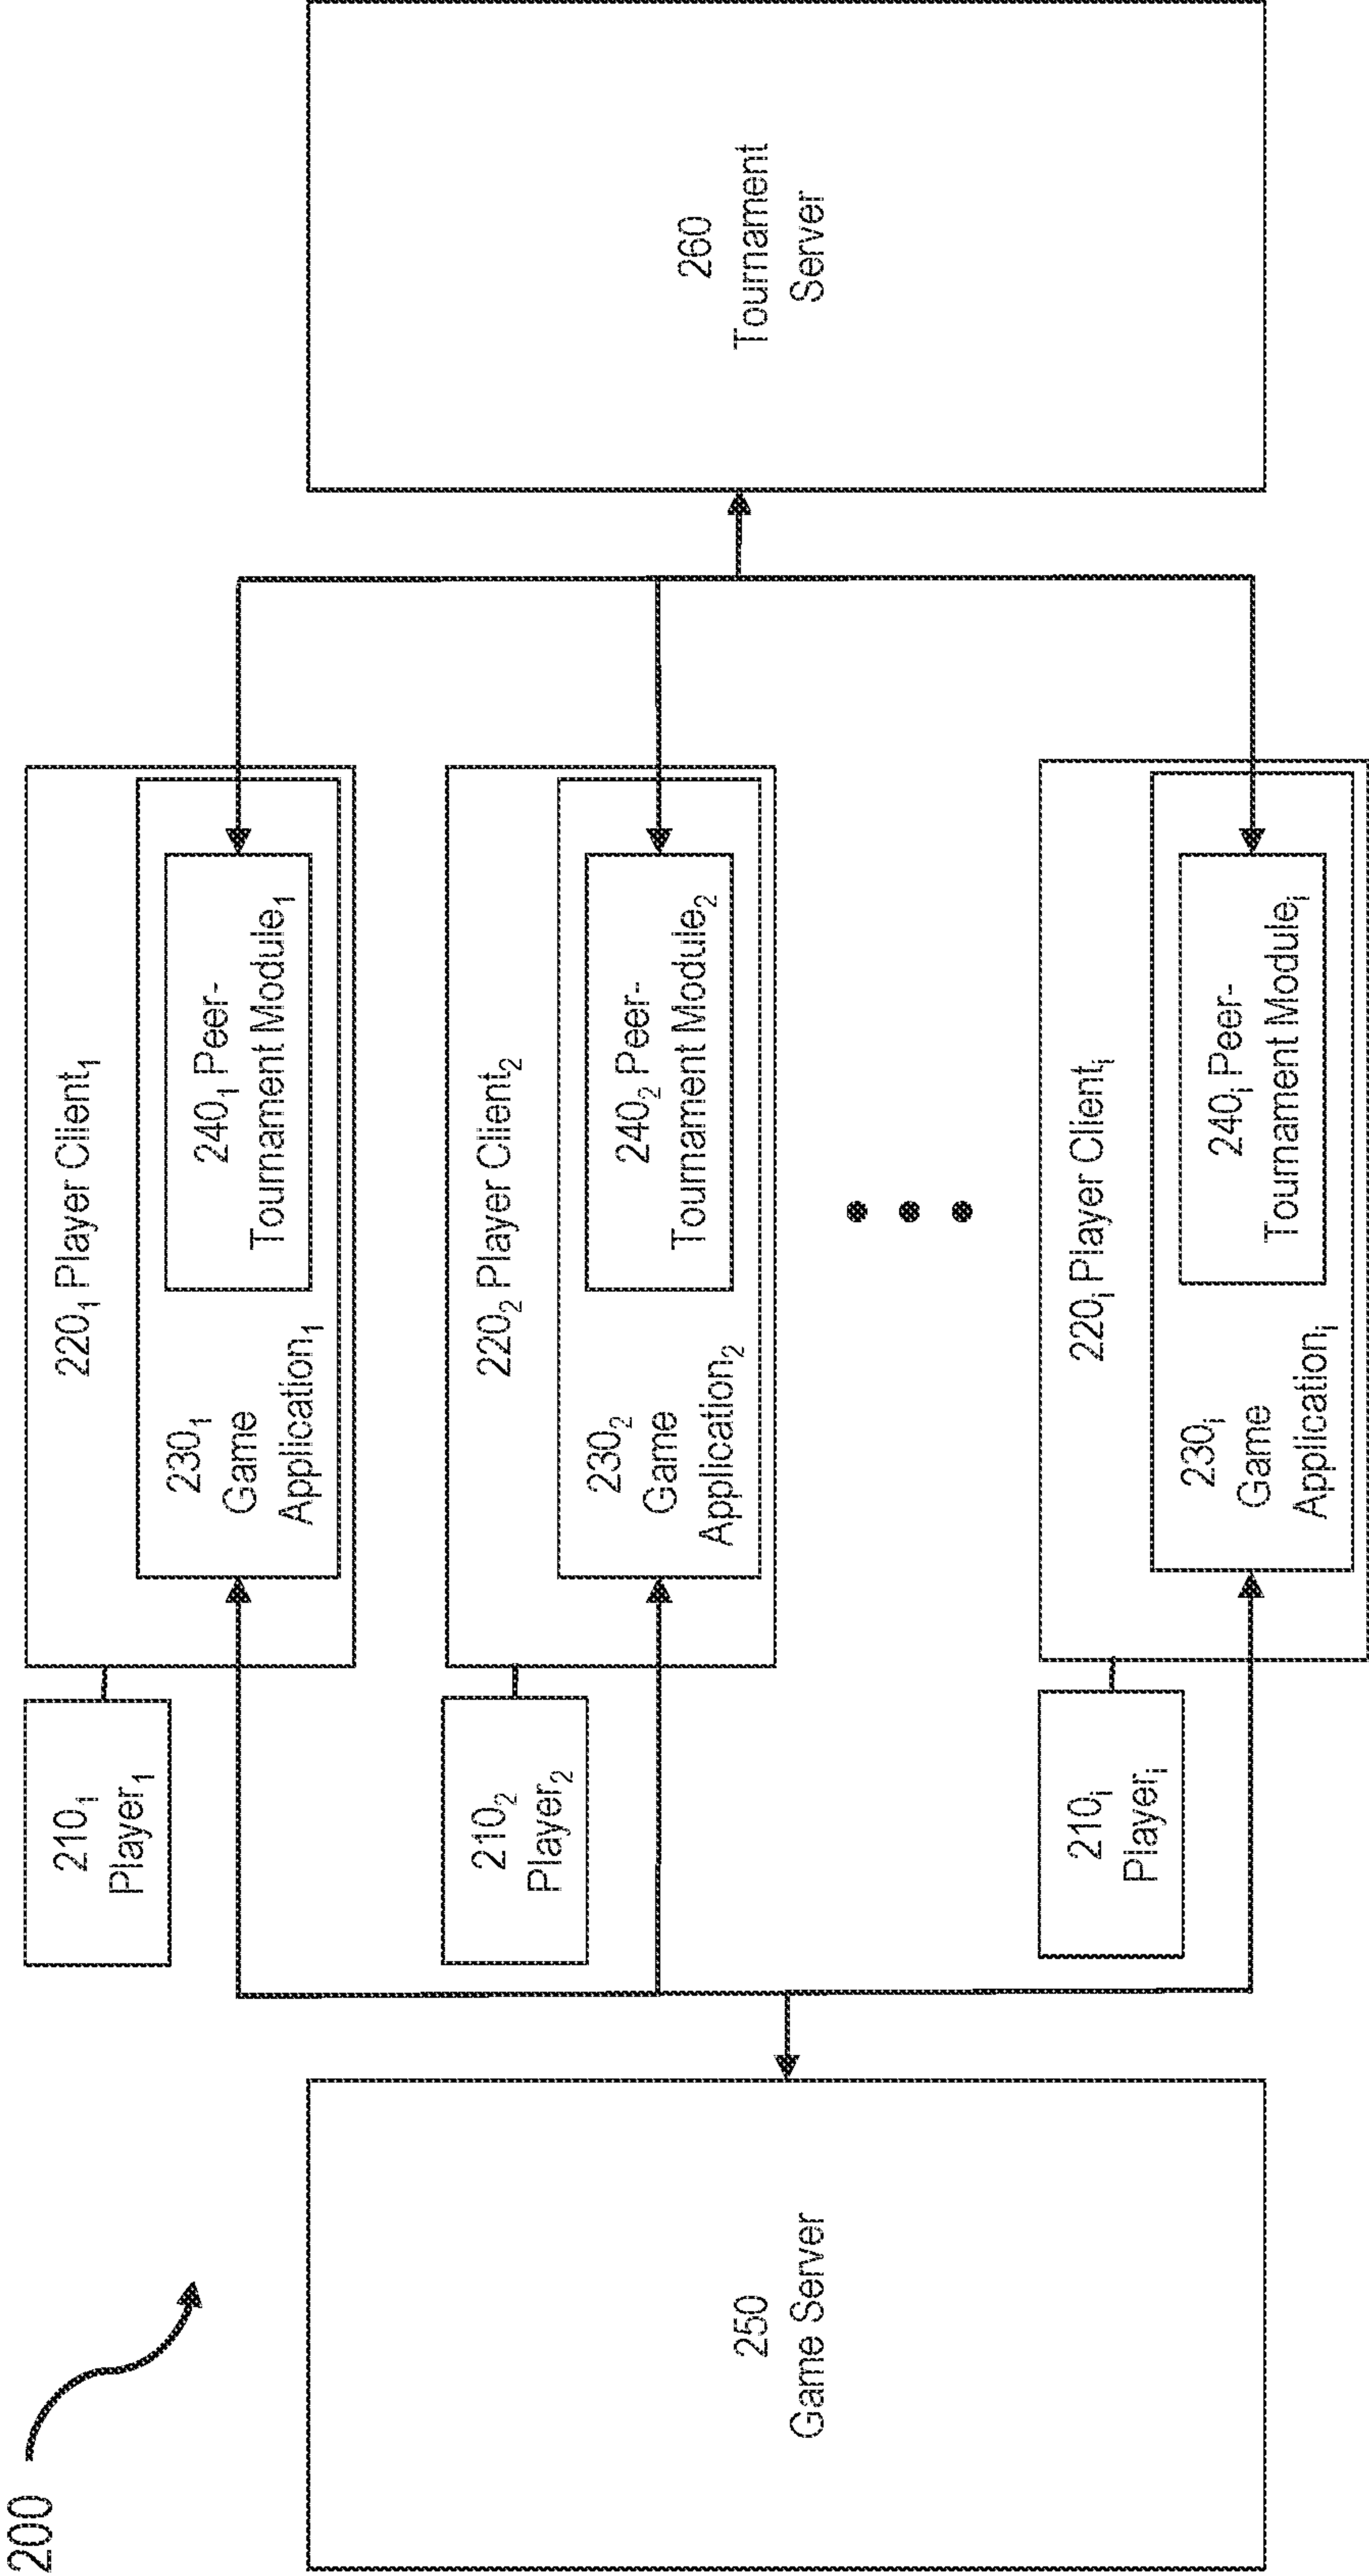 200
250
Game Server
210₁
Player₁
220₁ Player Client₁
230₁
Game
Application₁
240₁ Peer-
Tournament Module₁
210₂
Player₂
220₂ Player Client₂
230₂
Game
Application₂
240₂ Peer-
Tournament Module₂
210ᵢ
Playerᵢ
220ᵢ Player Clientᵢ
230ᵢ
Game
Applicationᵢ
240ᵢ Peer-
Tournament Moduleᵢ
260
Tournament
Server